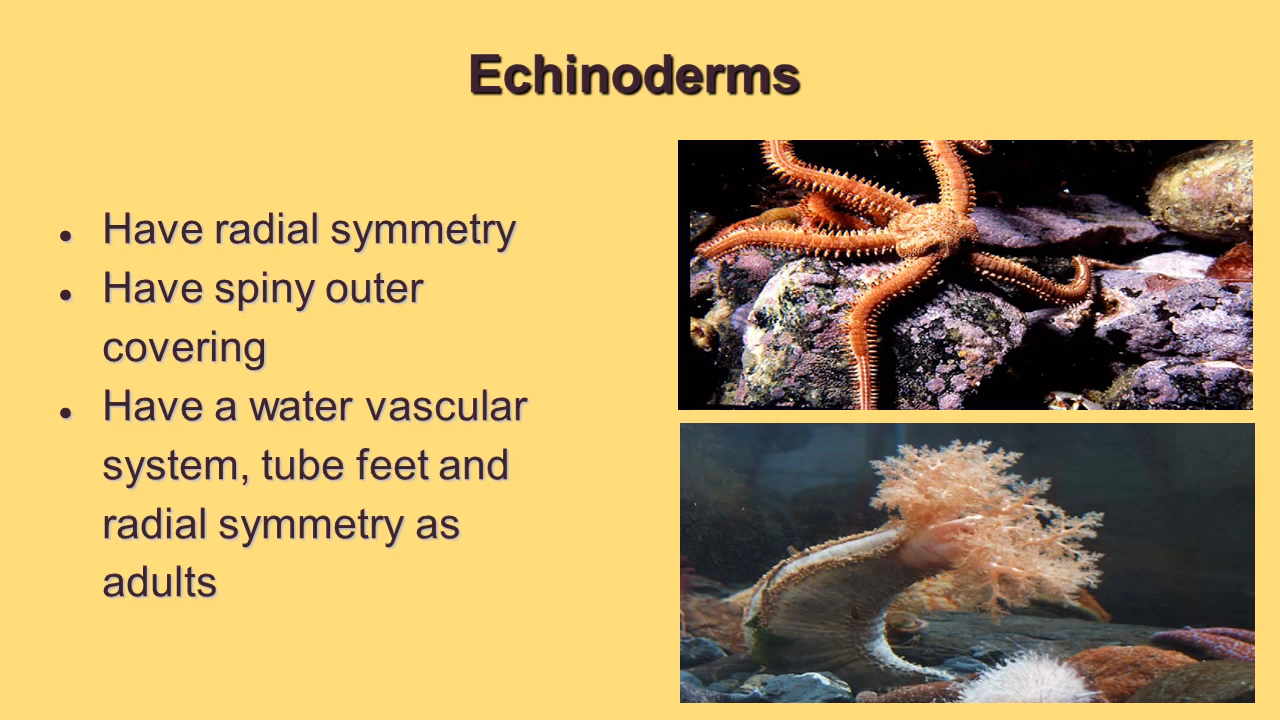 Echinoderms
● Have radial symmetry
● Have spiny outer
covering
● Have a water vascular
system, tube feet and
radial symmetry as
adults